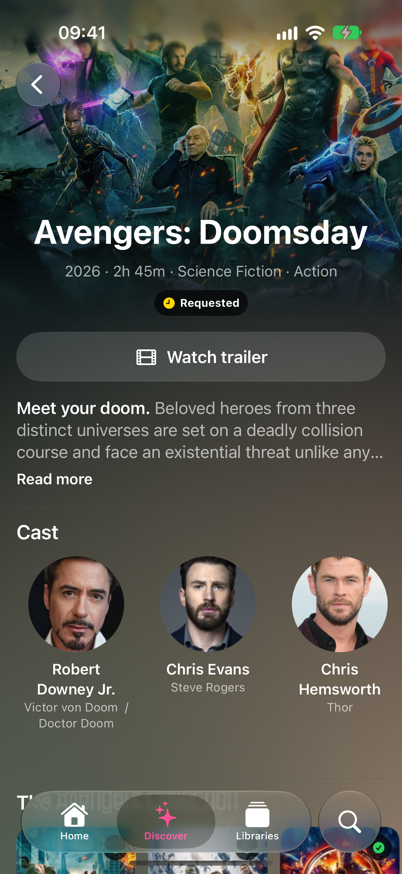 09:41
Avengers: Doomsday
2026 · 2h 45m · Science Fiction · Action
Requested
Watch trailer
Meet your doom. Beloved heroes from three
distinct universes are set on a deadly collision
course and face an existential threat unlike any...
Read more
Cast
Robert
Downey Jr.
Victor von Doom /
Doctor Doom
Chris Evans
Steve Rogers
Chris
Hemsworth
Thor
Home
Discover
Libraries